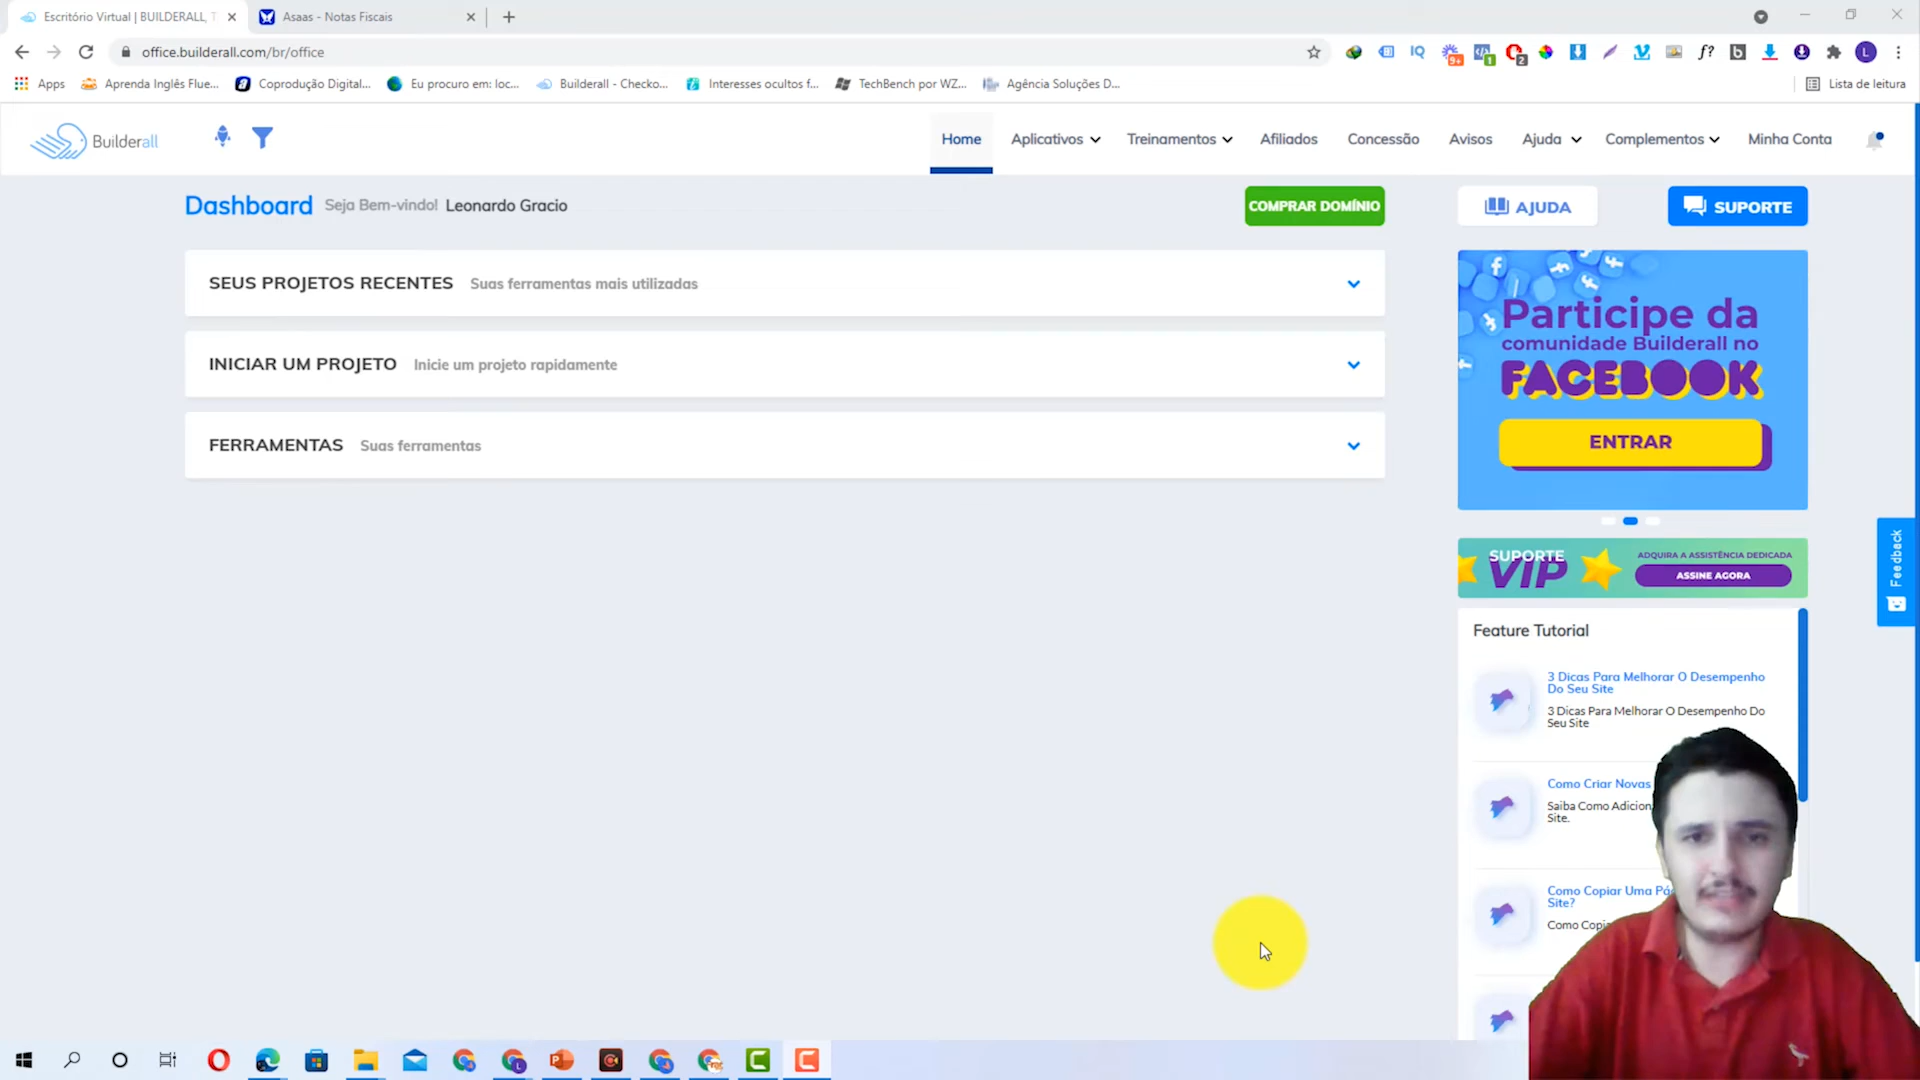 Escritório Virtual | BUILDERALL, T
Asaas - Notas Fiscais
office.builderall.com/br/office
IQ
9+
1
2
f?
b
L
Apps
Aprenda Inglês Flue...
Coprodução Digital...
Eu procuro em: loc...
Builderall - Checko...
Interesses ocultos f...
TechBench por WZ...
Agência Soluções D...
Lista de leitura
Builderall
Home
Aplicativos
Treinamentos
Afiliados
Concessão
Avisos
Ajuda
Complementos
Minha Conta
Dashboard Seja Bem-vindo! Leonardo Gracio
COMPRAR DOMÍNIO
AJUDA
SUPORTE
SEUS PROJETOS RECENTES Suas ferramentas mais utilizadas
INICIAR UM PROJETO Inicie um projeto rapidamente
FERRAMENTAS Suas ferramentas
Participe da
comunidade Builderall no
FACEBOOK
ENTRAR
SUPORTE
VIP
ADQUIRA A ASSISTÊNCIA DEDICADA
ASSINE AGORA
Feedback
Feature Tutorial
3 Dicas Para Melhorar O Desempenho
Do Seu Site
3 Dicas Para Melhorar O Desempenho Do
Seu Site
Como Criar Novas
Saiba Como Adicion
Site.
Como Copiar Uma Pá
Site?
Como Copi